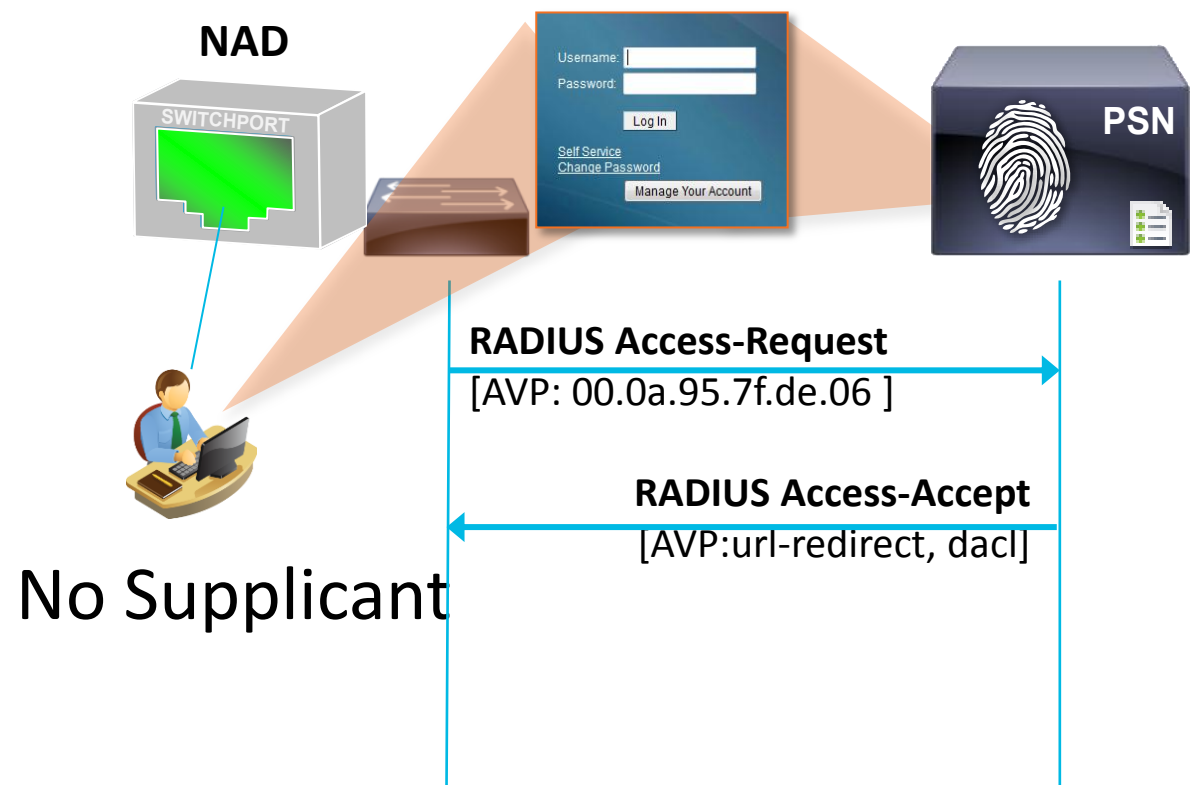 NAD
SWITCHPORT
Username:
Password:
Log In
Self Service
Change Password
Manage Your Account
PSN
RADIUS Access-Request
[AVP: 00.0a.95.7f.de.06 ]
RADIUS Access-Accept
[AVP:url-redirect, dacl]
No Supplicant